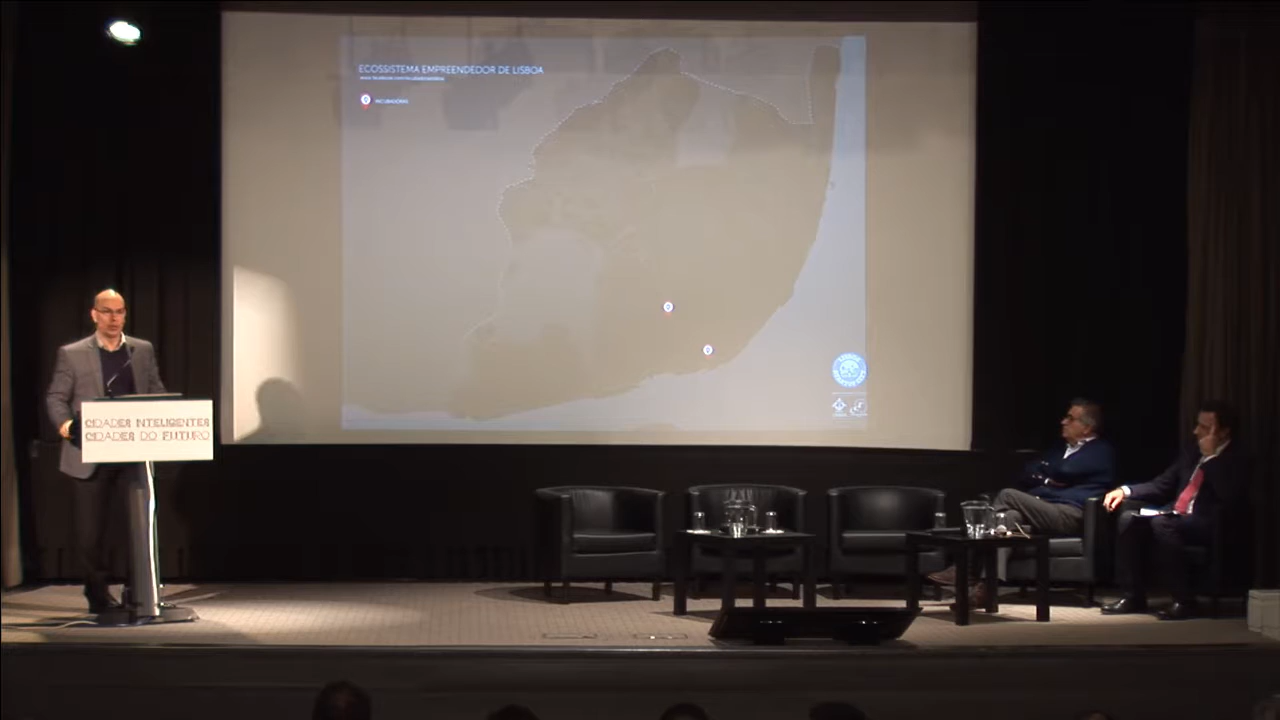 ECOSSISTEMA EMPREENDEDOR DE LISBOA
INCUBADORAS
CIDADES INTELIGENTES
CIDADES DO FUTURO